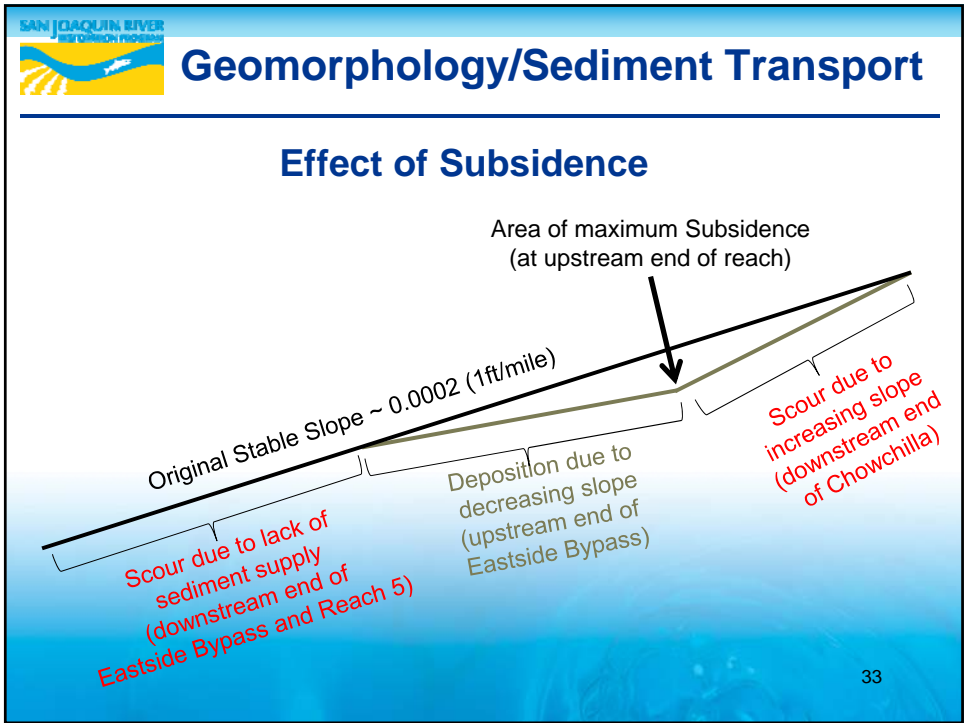 SAN JOAQUIN RIVER
RESTORATION PROGRAM
Geomorphology/Sediment Transport
Effect of Subsidence
Area of maximum Subsidence
(at upstream end of reach)
Original Stable Slope ~ 0.0002 (1ft/mile)
Scour due to
increasing slope
(downstream end
of Chowchilla)
Deposition due to
decreasing slope
(upstream end of
Eastside Bypass)
Scour due to lack of
sediment supply
(downstream end of
Eastside Bypass and Reach 5)
33